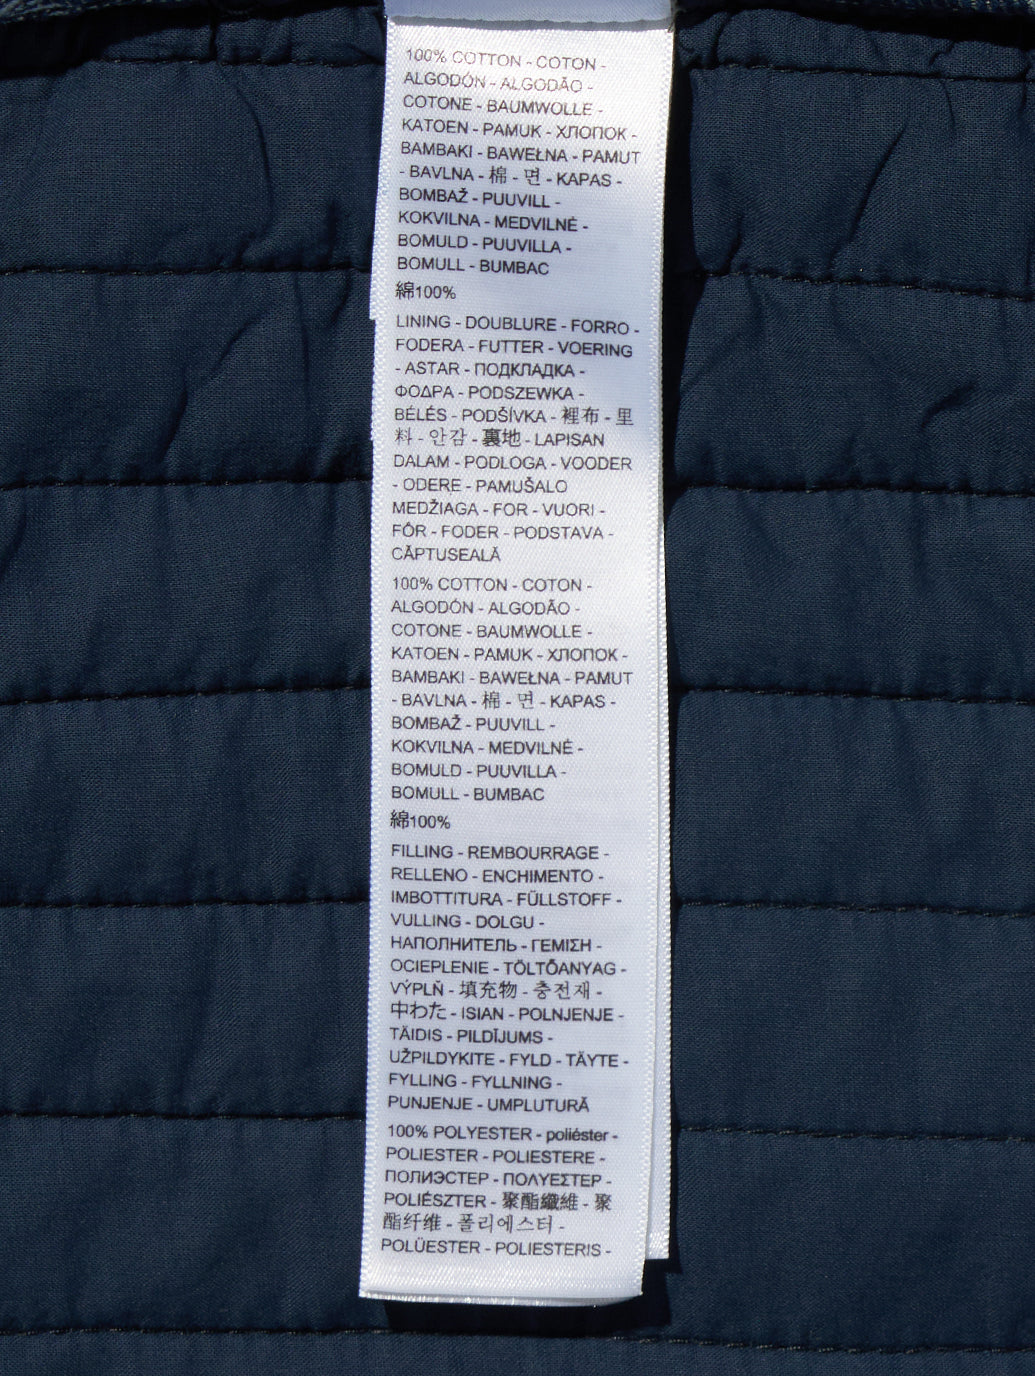 100% COTTON - COTON -
ALGODÓN - ALGODÃO -
COTONE - BAUMWOLLE -
KATOEN - PAMUK - ХЛОПОК -
BAMBAKI - BAWEŁNA - PAMUT
- BAVLNA - 棉 - 면 - KAPAS -
BOMBAŽ - PUUVILL -
KOKVILNA - MEDVILNĖ -
BOMULD - PUUVILLA -
BOMULL - BUMBAC
綿100%
LINING - DOUBLURE - FORRO -
FODERA - FUTTER - VOERING
- ASTAR - ПОДКЛАДКА -
ΦΟΔΡΑ - PODSZEWKA -
BÉLÉS - PODŠÍVKA - 裡布 - 里
料 - 안감 - 裏地 - LAPISAN
DALAM - PODLOGA - VOODER
- ODERE - PAMUŠALO
MEDŽIAGA - FOR - VUORI -
FÔR - FODER - PODSTAVA -
CĂPTUSEALĂ
100% COTTON - COTON -
ALGODÓN - ALGODÃO -
COTONE - BAUMWOLLE -
KATOEN - PAMUK - ХЛОПОК -
BAMBAKI - BAWEŁNA - PAMUT
- BAVLNA - 棉 - 면 - KAPAS -
BOMBAŽ - PUUVILL -
KOKVILNA - MEDVILNĖ -
BOMULD - PUUVILLA -
BOMULL - BUMBAC
綿100%
FILLING - REMBOURRAGE -
RELLENO - ENCHIMENTO -
IMBOTTITURA - FÜLLSTOFF -
VULLING - DOLGU -
НАПОЛНИТЕЛЬ - ΓΕΜΙΣΗ -
OCIEPLENIE - TÖLTŐANYAG -
VÝPLŇ - 填充物 - 충전재 -
中わた - ISIAN - POLNJENJE -
TÄIDIS - PILDĪJUMS -
UŽPILDYKITE - FYLD - TÄYTE -
FYLLING - FYLLNING -
PUNJENJE - UMPLUTURĂ
100% POLYESTER - poliéster -
POLIESTER - POLIESTERE -
ПОЛИЭСТЕР - ΠΟΛΥΕΣΤΕΡ -
POLIÉSZTER - 聚酯纖維 - 聚
酯纤维 - 폴리에스터 -
POLÜESTER - POLIESTERIS -